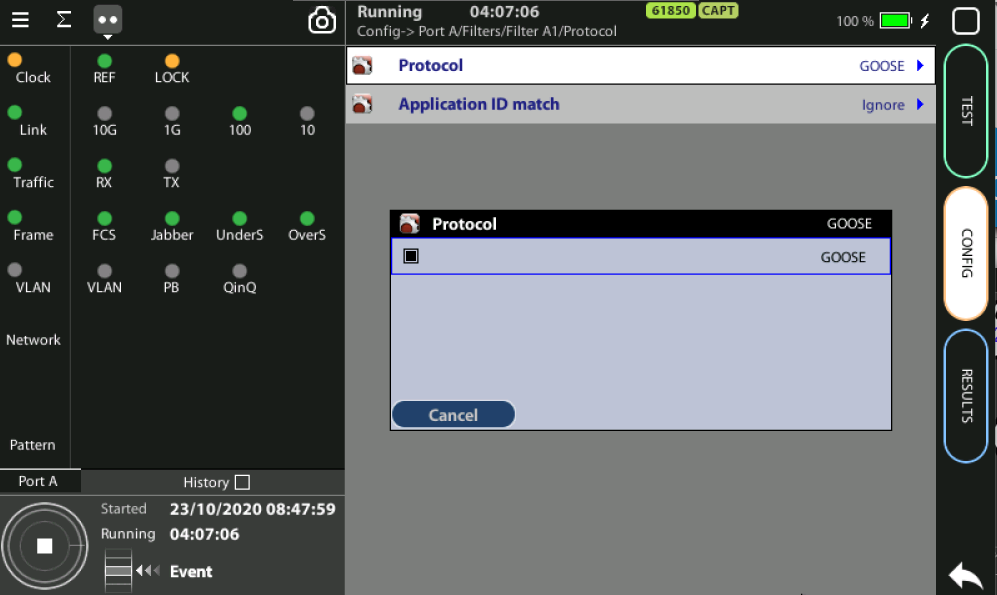 Running 04:07:06 61850 CAPT
Config-> Port A/Filters/Filter A1/Protocol
100 %
Clock REF LOCK
Link 10G 1G 100 10
Traffic RX TX
Frame FCS Jabber UnderS OverS
VLAN VLAN PB QinQ
Network
Pattern
Port A History
Started 23/10/2020 08:47:59
Running 04:07:06
Event
Protocol GOOSE
Application ID match Ignore
Protocol GOOSE
GOOSE
Cancel
TEST
CONFIG
RESULTS